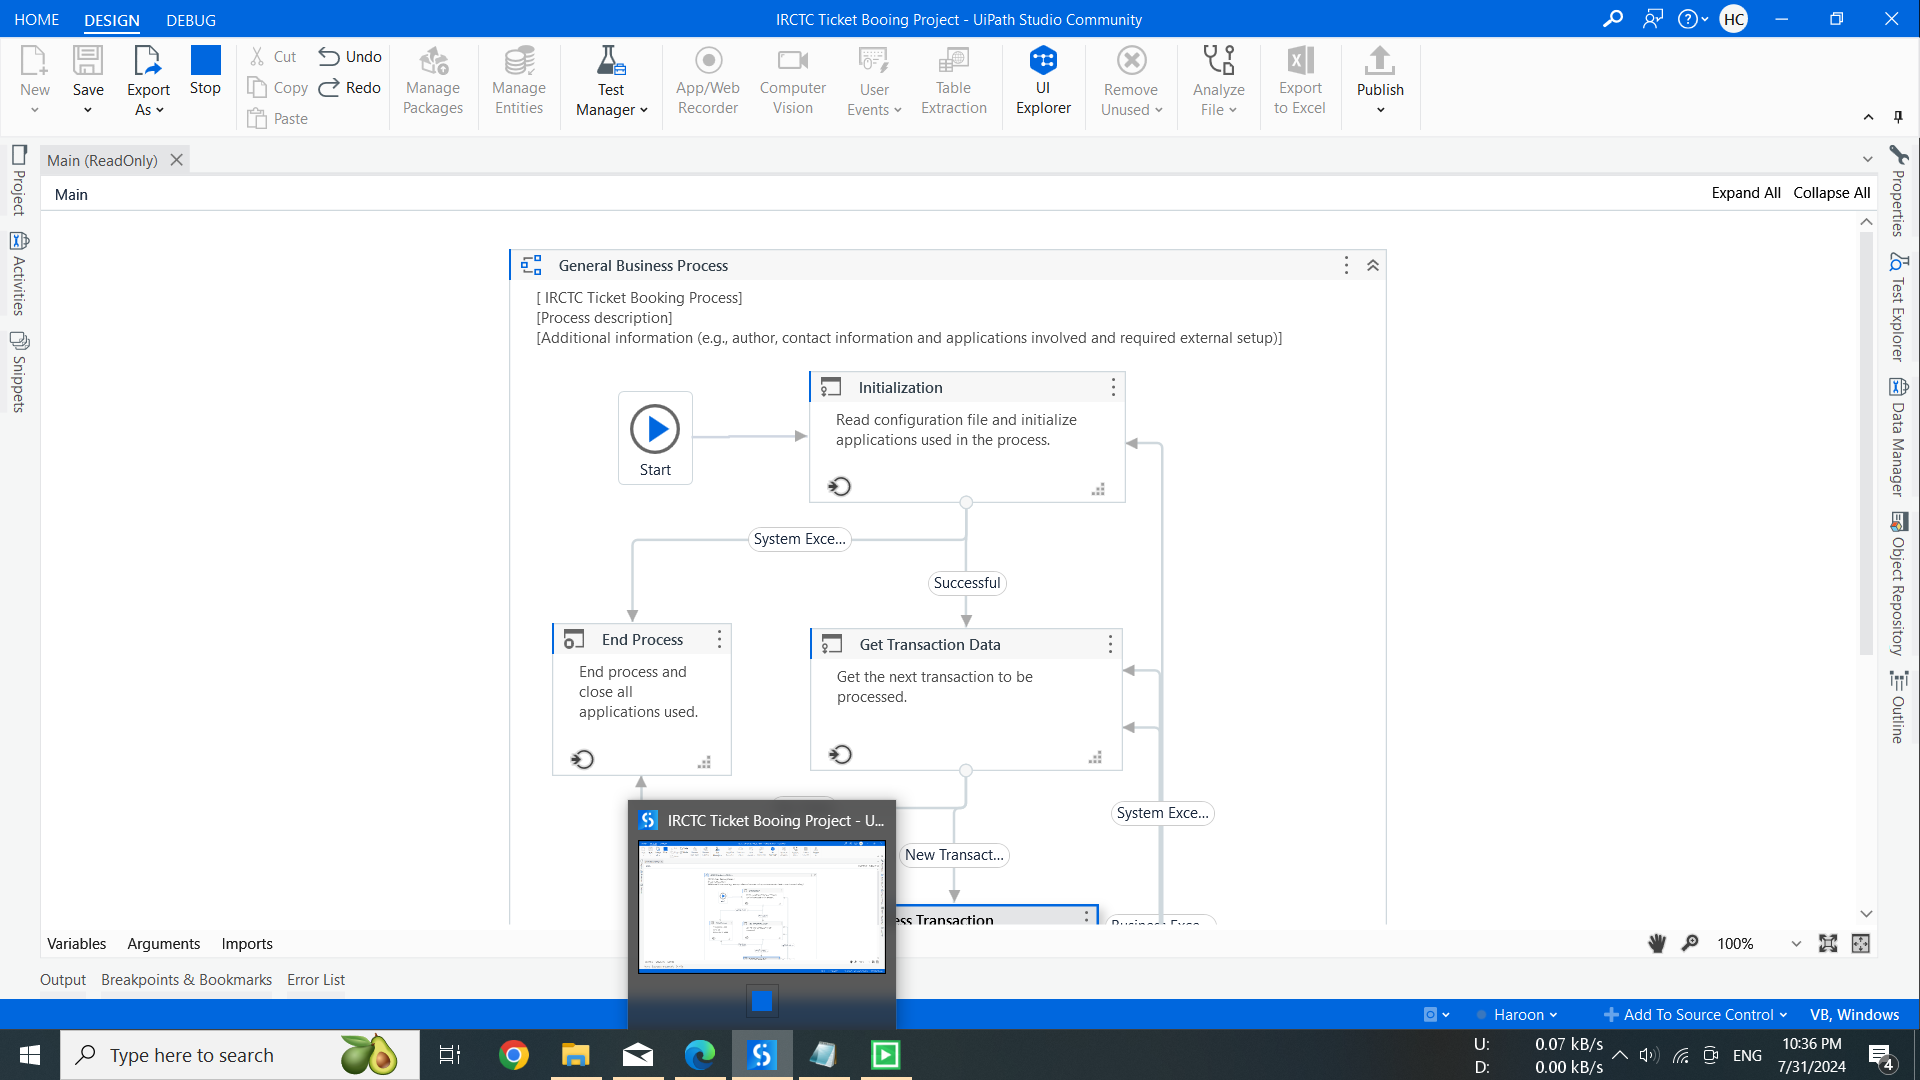 HOME
DESIGN
DEBUG
IRCTC Ticket Booing Project - UiPath Studio Community
HC
New
Save
Export As
Stop
Cut
Copy
Paste
Undo
Redo
Manage Packages
Manage Entities
Test Manager
App/Web Recorder
Computer Vision
User Events
Table Extraction
UI Explorer
Remove Unused
Analyze File
Export to Excel
Publish
Main (ReadOnly)
Main
Expand All
Collapse All
Project
Activities
Snippets
Properties
Test Explorer
Data Manager
Object Repository
Outline
General Business Process
[ IRCTC Ticket Booking Process]
[Process description]
[Additional information (e.g., author, contact information and applications involved and required external setup)]
Start
Initialization
Read configuration file and initialize
applications used in the process.
System Exce...
Successful
End Process
End process and
close all
applications used.
Get Transaction Data
Get the next transaction to be
processed.
System Exce...
New Transact...
ess Transaction
Business Exce...
IRCTC Ticket Booing Project - U...
Variables
Arguments
Imports
100%
Output
Breakpoints & Bookmarks
Error List
Haroon
Add To Source Control
VB, Windows
Type here to search
U: 0.07 kB/s
D: 0.00 kB/s
ENG
10:36 PM
7/31/2024
4